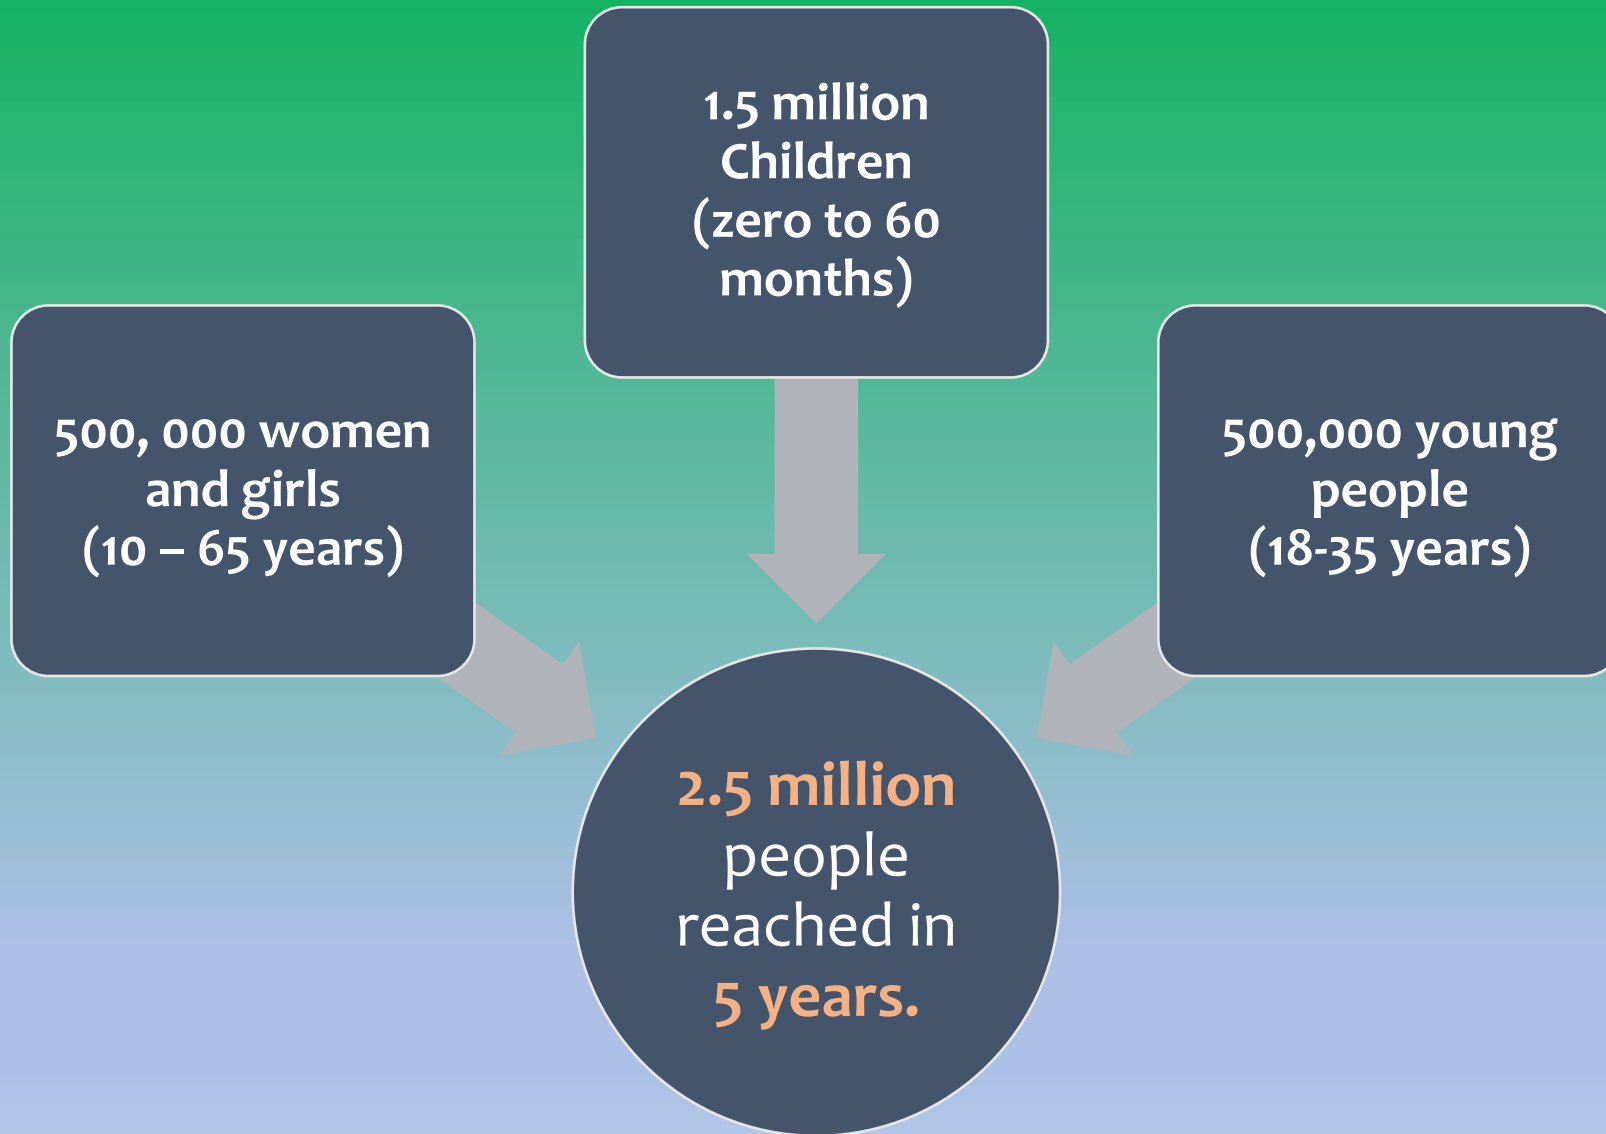 1.5 million
Children
(zero to 60
months)
500, 000 women
and girls
(10 – 65 years)
500,000 young
people
(18-35 years)
2.5 million
people
reached in
5 years.